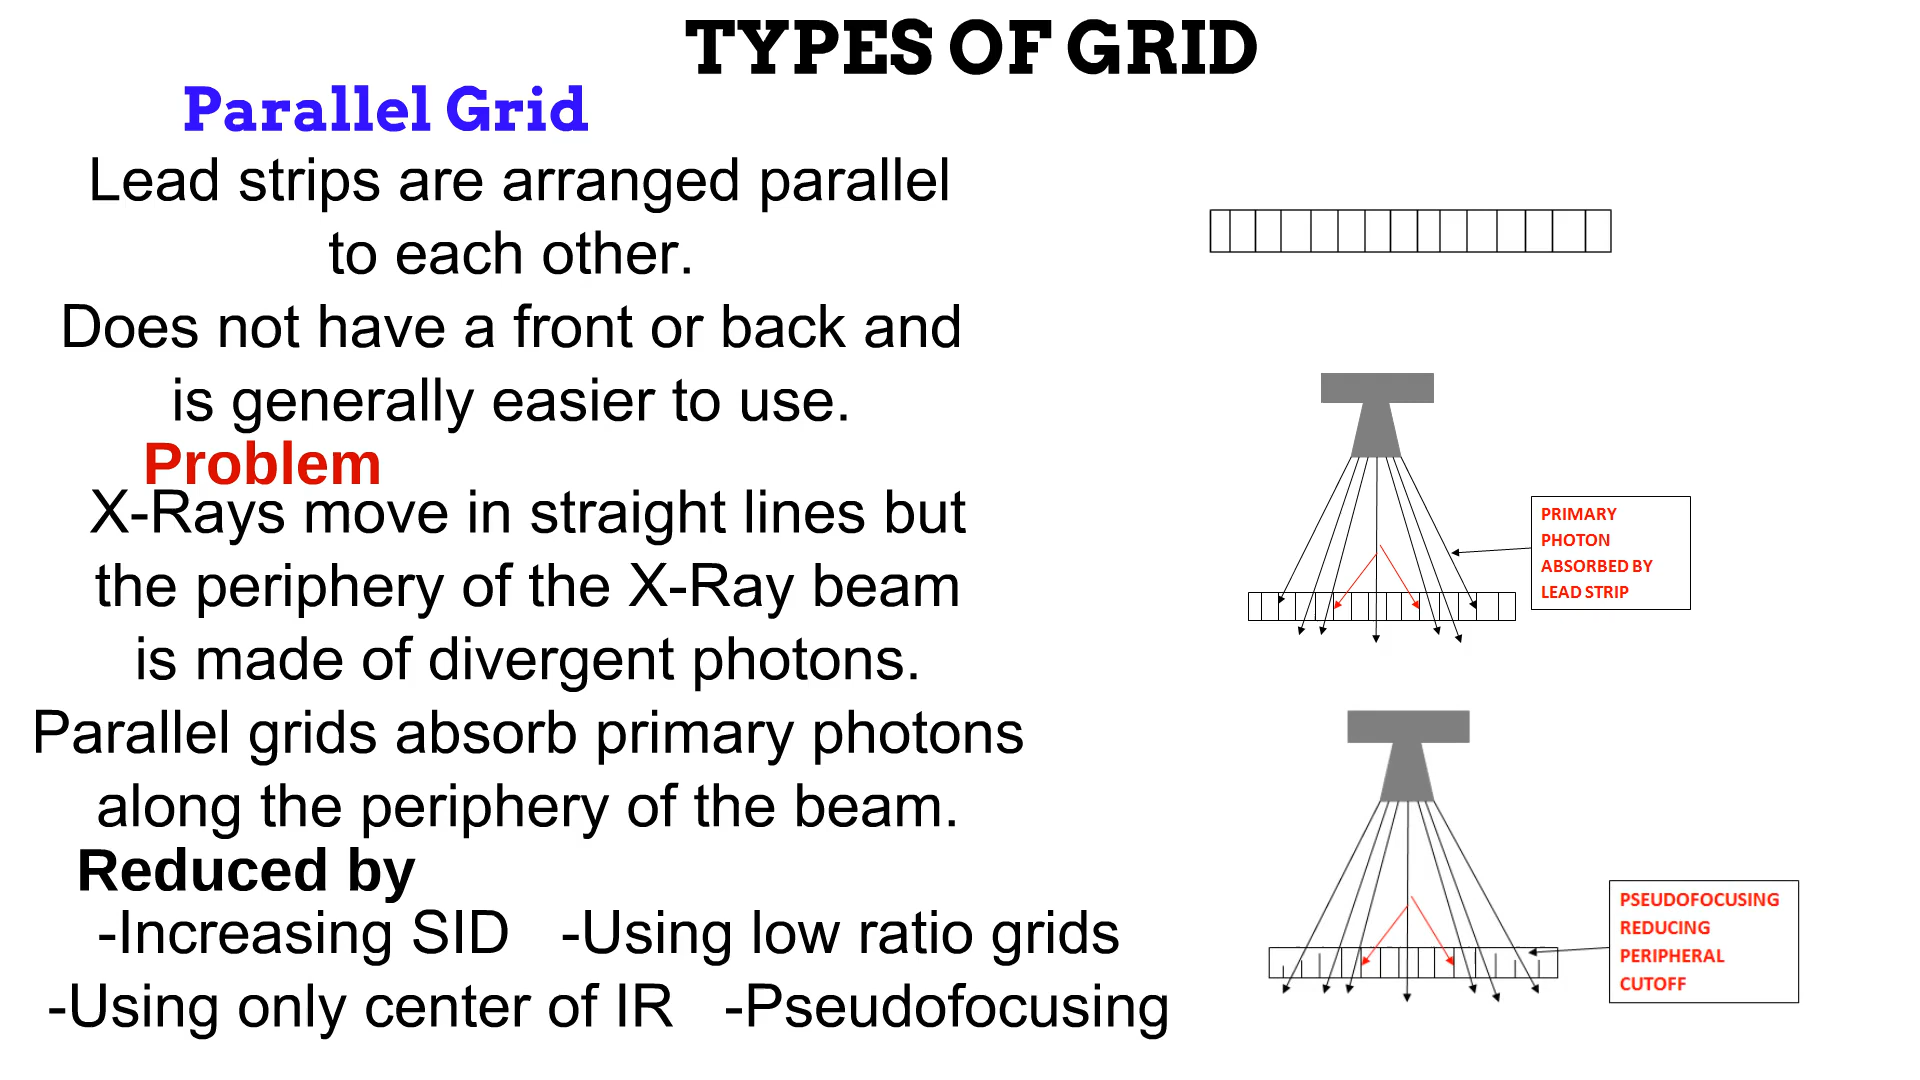 TYPES OF GRID
Parallel Grid
Lead strips are arranged parallel
to each other.
Does not have a front or back and
is generally easier to use.
Problem
X-Rays move in straight lines but
the periphery of the X-Ray beam
is made of divergent photons.
Parallel grids absorb primary photons
along the periphery of the beam.
Reduced by
-Increasing SID -Using low ratio grids
-Using only center of IR -Pseudofocusing
PRIMARY
PHOTON
ABSORBED BY
LEAD STRIP
PSEUDOFOCUSING
REDUCING
PERIPHERAL
CUTOFF